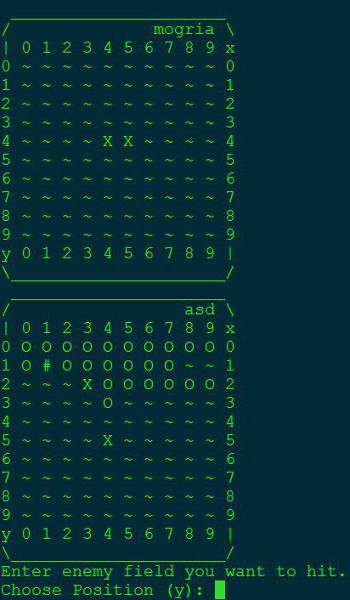 _____________________
/              mogria \
| 0 1 2 3 4 5 6 7 8 9 x
0 ~ ~ ~ ~ ~ ~ ~ ~ ~ ~ 0
1 ~ ~ ~ ~ ~ ~ ~ ~ ~ ~ 1
2 ~ ~ ~ ~ ~ ~ ~ ~ ~ ~ 2
3 ~ ~ ~ ~ ~ ~ ~ ~ ~ ~ 3
4 ~ ~ ~ ~ X X ~ ~ ~ ~ 4
5 ~ ~ ~ ~ ~ ~ ~ ~ ~ ~ 5
6 ~ ~ ~ ~ ~ ~ ~ ~ ~ ~ 6
7 ~ ~ ~ ~ ~ ~ ~ ~ ~ ~ 7
8 ~ ~ ~ ~ ~ ~ ~ ~ ~ ~ 8
9 ~ ~ ~ ~ ~ ~ ~ ~ ~ ~ 9
y 0 1 2 3 4 5 6 7 8 9 |
\_____________________/
 _____________________
/                 asd \
| 0 1 2 3 4 5 6 7 8 9 x
0 O O O O O O O O O O 0
1 O # O O O O O O ~ ~ 1
2 ~ ~ ~ X O O O O O O 2
3 ~ ~ ~ ~ O ~ ~ ~ ~ ~ 3
4 ~ ~ ~ ~ ~ ~ ~ ~ ~ ~ 4
5 ~ ~ ~ ~ X ~ ~ ~ ~ ~ 5
6 ~ ~ ~ ~ ~ ~ ~ ~ ~ ~ 6
7 ~ ~ ~ ~ ~ ~ ~ ~ ~ ~ 7
8 ~ ~ ~ ~ ~ ~ ~ ~ ~ ~ 8
9 ~ ~ ~ ~ ~ ~ ~ ~ ~ ~ 9
y 0 1 2 3 4 5 6 7 8 9 |
\_____________________/
Enter enemy field you want to hit.
Choose Position (y):